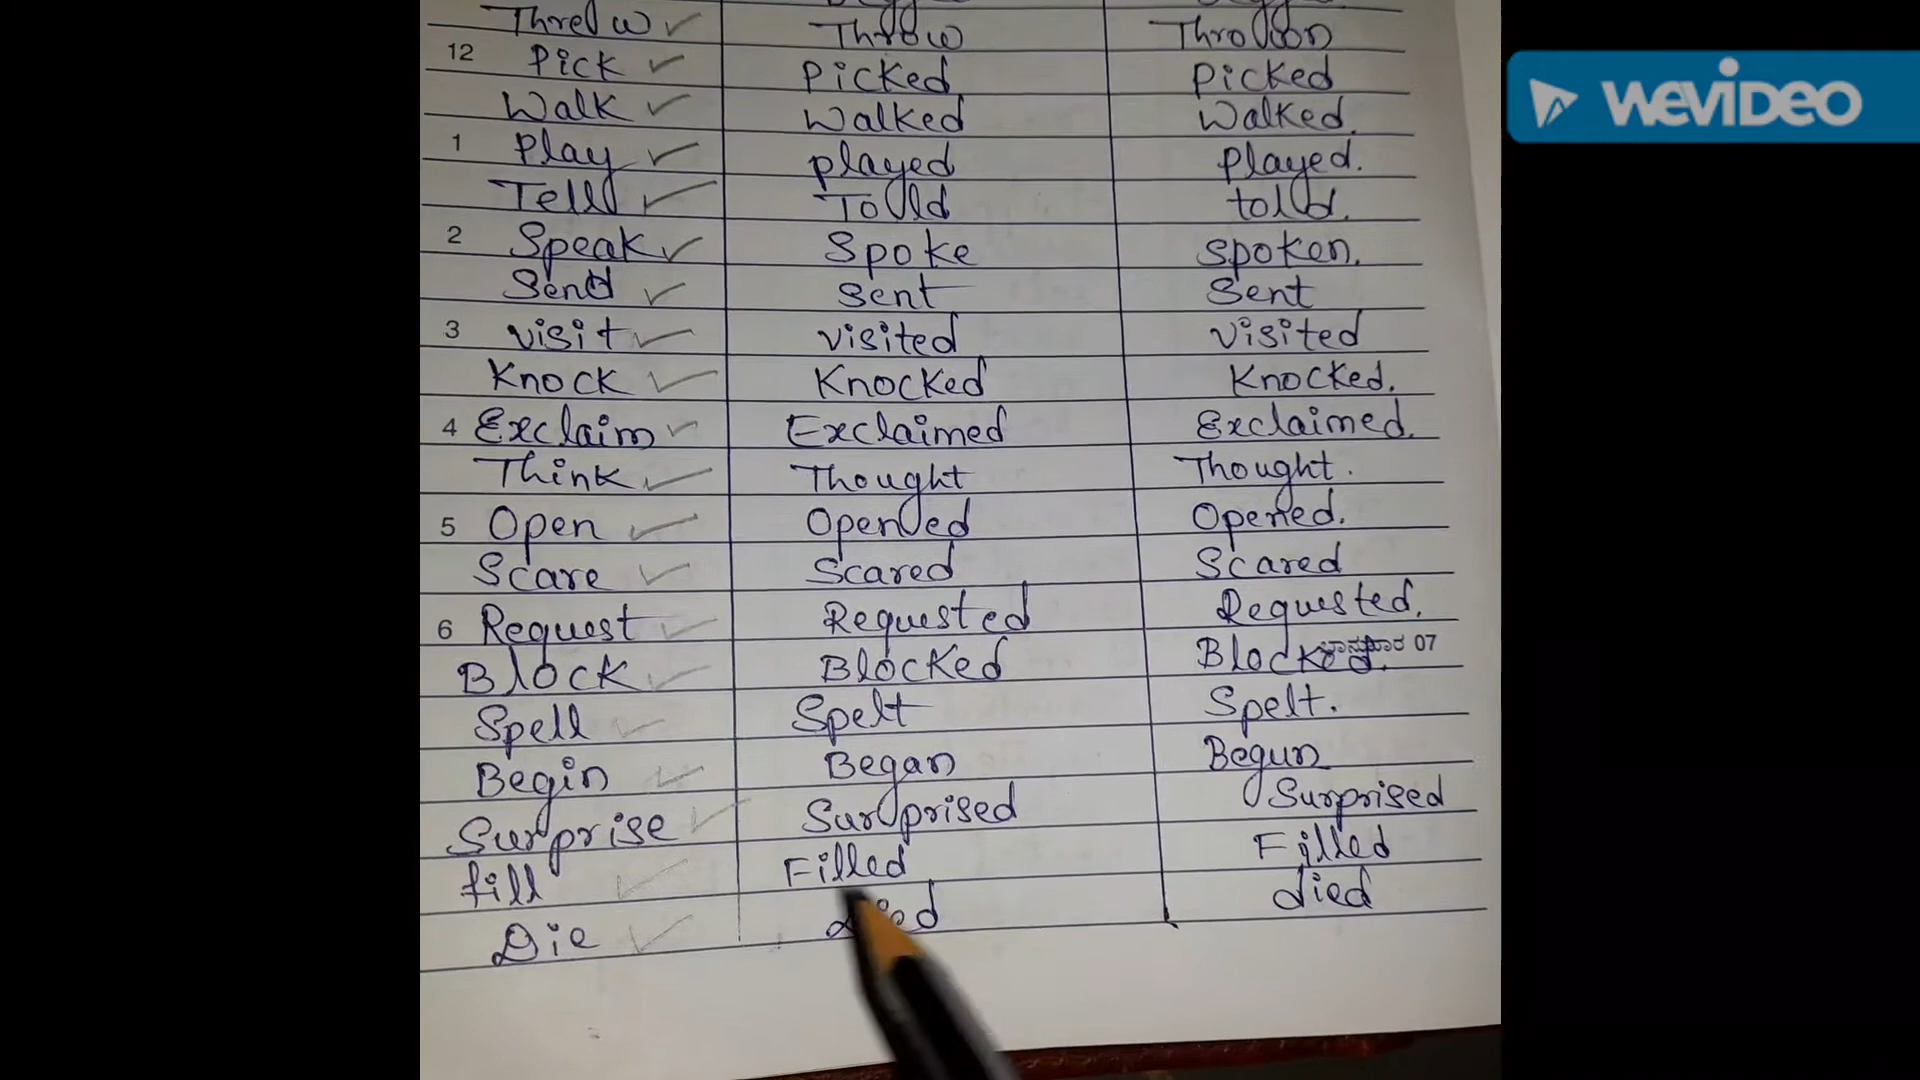 Threw Throw Thrown
12 Pick Picked Picked
Walk Walked Walked.
1 Play played Played.
Tell Told told.
2 Speak Spoke spoken.
Send Sent Sent
3 visit visited visited
Knock Knocked Knocked.
4 Exclaim Exclaimed Exclaimed.
Think Thought Thought.
5 Open Opened Opened.
Scare Scared Scared
6 Request Requested Requested.
Block Blocked Blocked. 07
Spell Spelt Spelt.
Begin Began Begun
Surprise Surprised Surprised
fill Filled Filled
Die died died
WEVIDEO